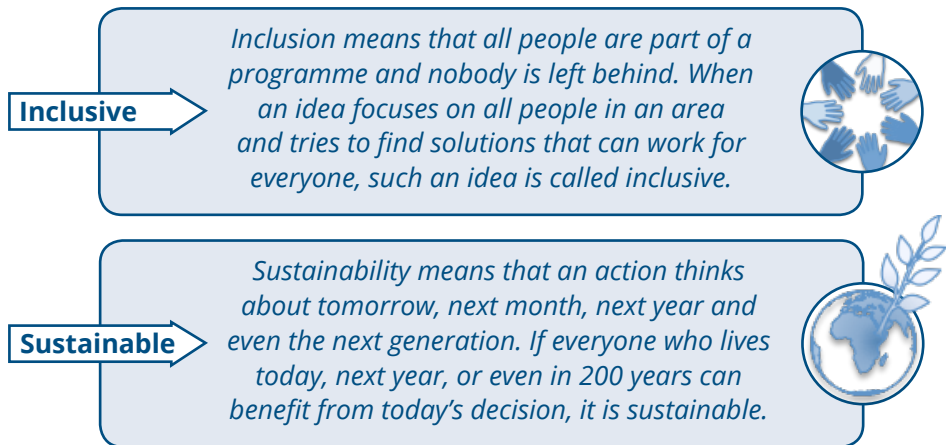 Inclusive
Inclusion means that all people are part of a
programme and nobody is left behind. When
an idea focuses on all people in an area
and tries to find solutions that can work for
everyone, such an idea is called inclusive.
Sustainable
Sustainability means that an action thinks
about tomorrow, next month, next year and
even the next generation. If everyone who lives
today, next year, or even in 200 years can
benefit from today’s decision, it is sustainable.